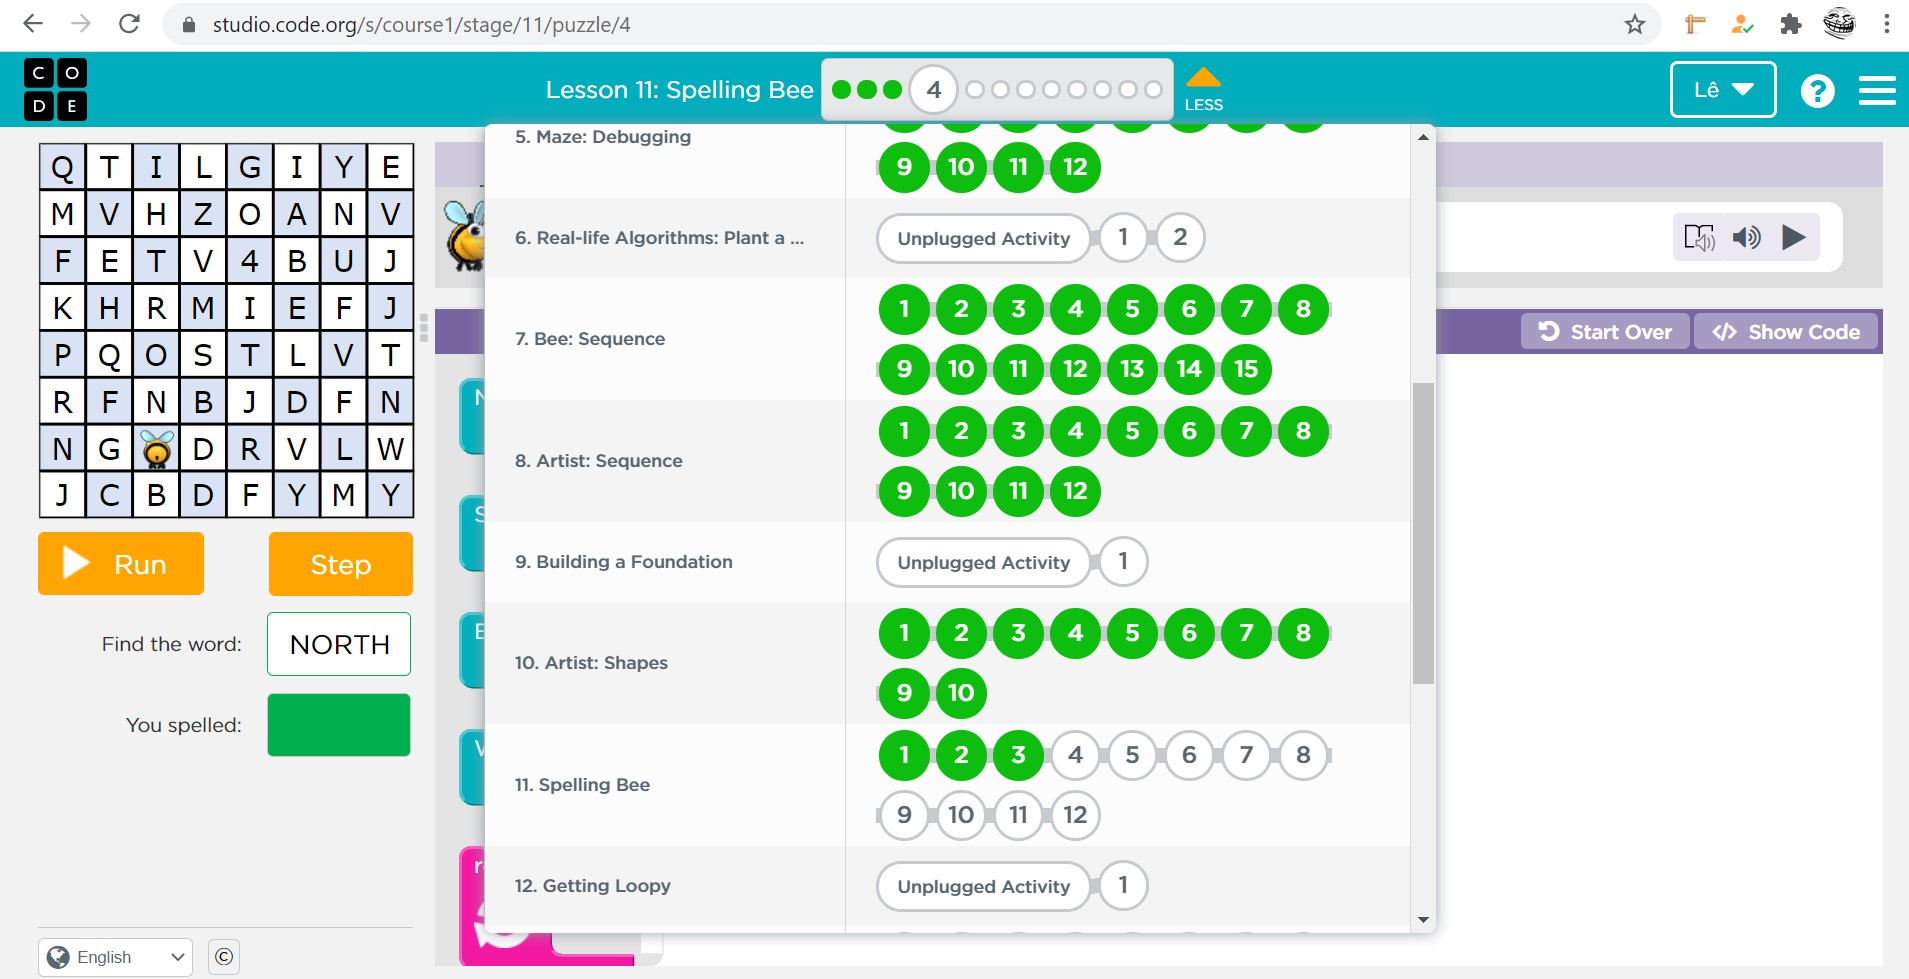 studio.code.org/s/course1/stage/11/puzzle/4
C O
D E
Lesson 11: Spelling Bee
4
LESS
Lê
?
Q T I L G I Y E
M V H Z O A N V
F E T V 4 B U J
K H R M I E F J
P Q O S T L V T
R F N B J D F N
N G D R V L W
J C B D F Y M Y
Run
Step
Find the word:
NORTH
You spelled:
English
©
5. Maze: Debugging
9 10 11 12
6. Real-life Algorithms: Plant a ...
Unplugged Activity 1 2
7. Bee: Sequence
1 2 3 4 5 6 7 8
9 10 11 12 13 14 15
8. Artist: Sequence
1 2 3 4 5 6 7 8
9 10 11 12
9. Building a Foundation
Unplugged Activity 1
10. Artist: Shapes
1 2 3 4 5 6 7 8
9 10
11. Spelling Bee
1 2 3 4 5 6 7 8
9 10 11 12
12. Getting Loopy
Unplugged Activity 1
Start Over
</> Show Code